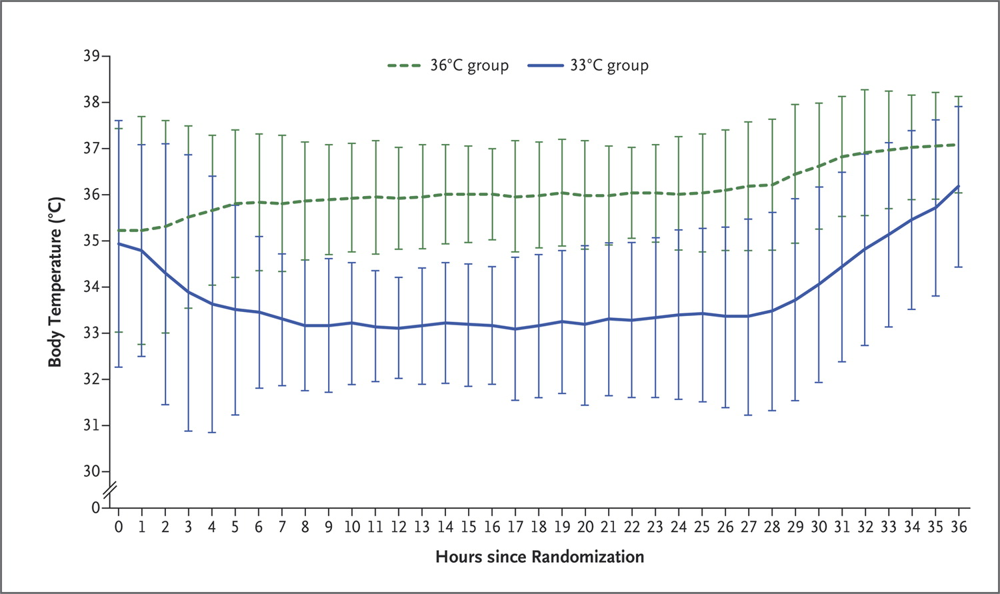 39
36°C group 33°C group
38
37
36
35
34
33
32
31
30
0
Body Temperature (°C)
0 1 2 3 4 5 6 7 8 9 10 11 12 13 14 15 16 17 18 19 20 21 22 23 24 25 26 27 28 29 30 31 32 33 34 35 36
Hours since Randomization